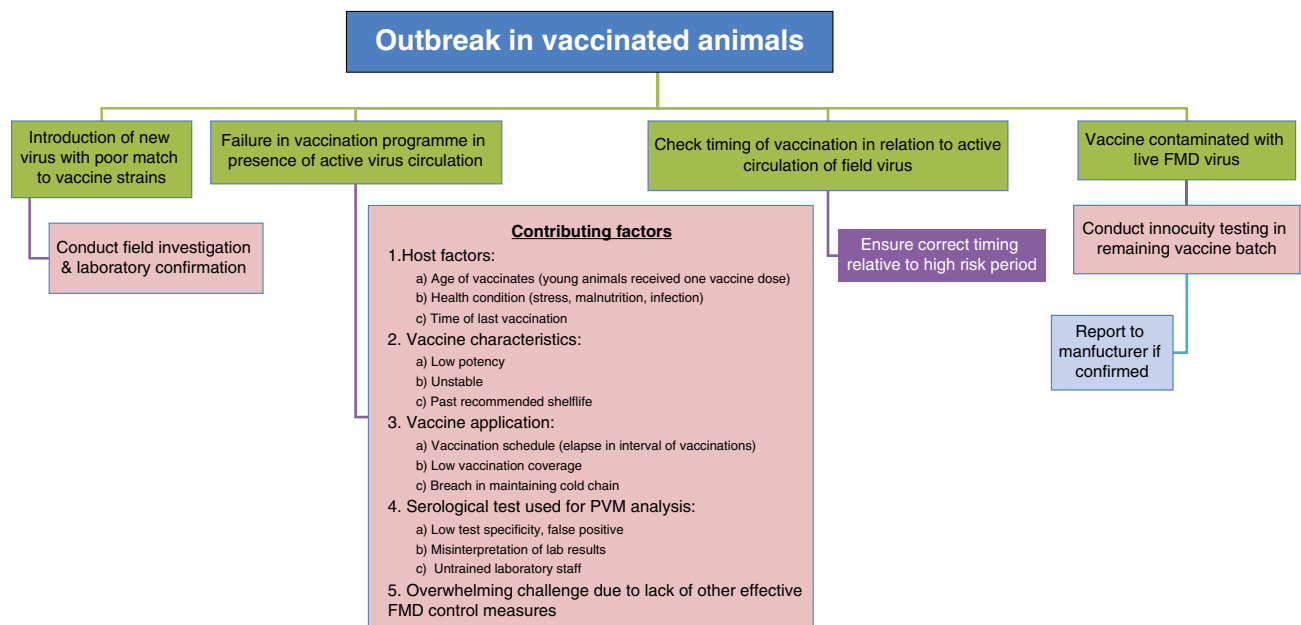 Outbreak in vaccinated animals
Introduction of new
virus with poor match
to vaccine strains
Conduct field investigation
& laboratory confirmation
Failure in vaccination programme in
presence of active virus circulation
Contributing factors
1.Host factors:
a) Age of vaccinates (young animals received one vaccine dose)
b) Health condition (stress, malnutrition, infection)
c) Time of last vaccination
2. Vaccine characteristics:
a) Low potency
b) Unstable
c) Past recommended shelflife
3. Vaccine application:
a) Vaccination schedule (elapse in interval of vaccinations)
b) Low vaccination coverage
c) Breach in maintaining cold chain
4. Serological test used for PVM analysis:
a) Low test specificity, false positive
b) Misinterpretation of lab results
c) Untrained laboratory staff
5. Overwhelming challenge due to lack of other effective
FMD control measures
Check timing of vaccination in relation to active
circulation of field virus
Ensure correct timing
relative to high risk period
Vaccine contaminated with
live FMD virus
Conduct innocuity testing in
remaining vaccine batch
Report to
manfucturer if
confirmed